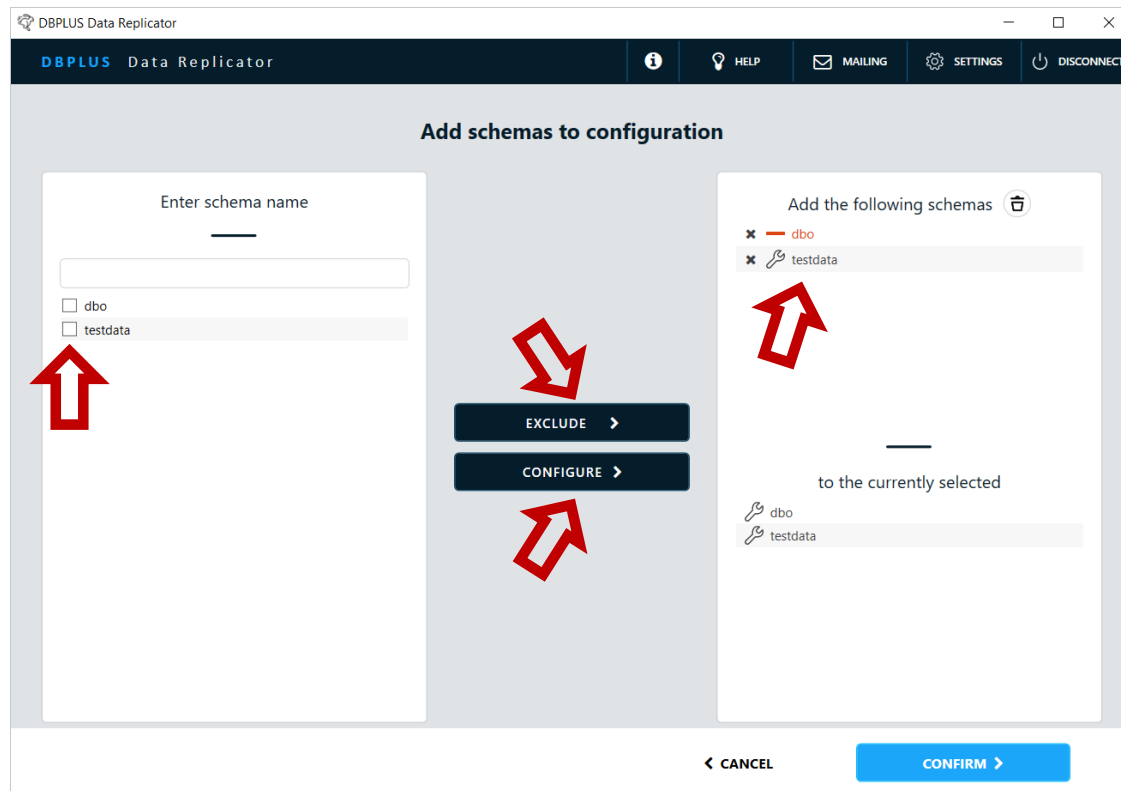 DBPLUS Data Replicator
DBPLUS Data Replicator
HELP
MAILING
SETTINGS
DISCONNECT
Add schemas to configuration
Enter schema name
dbo
testdata
EXCLUDE
CONFIGURE
Add the following schemas
dbo
testdata
to the currently selected
dbo
testdata
CANCEL
CONFIRM